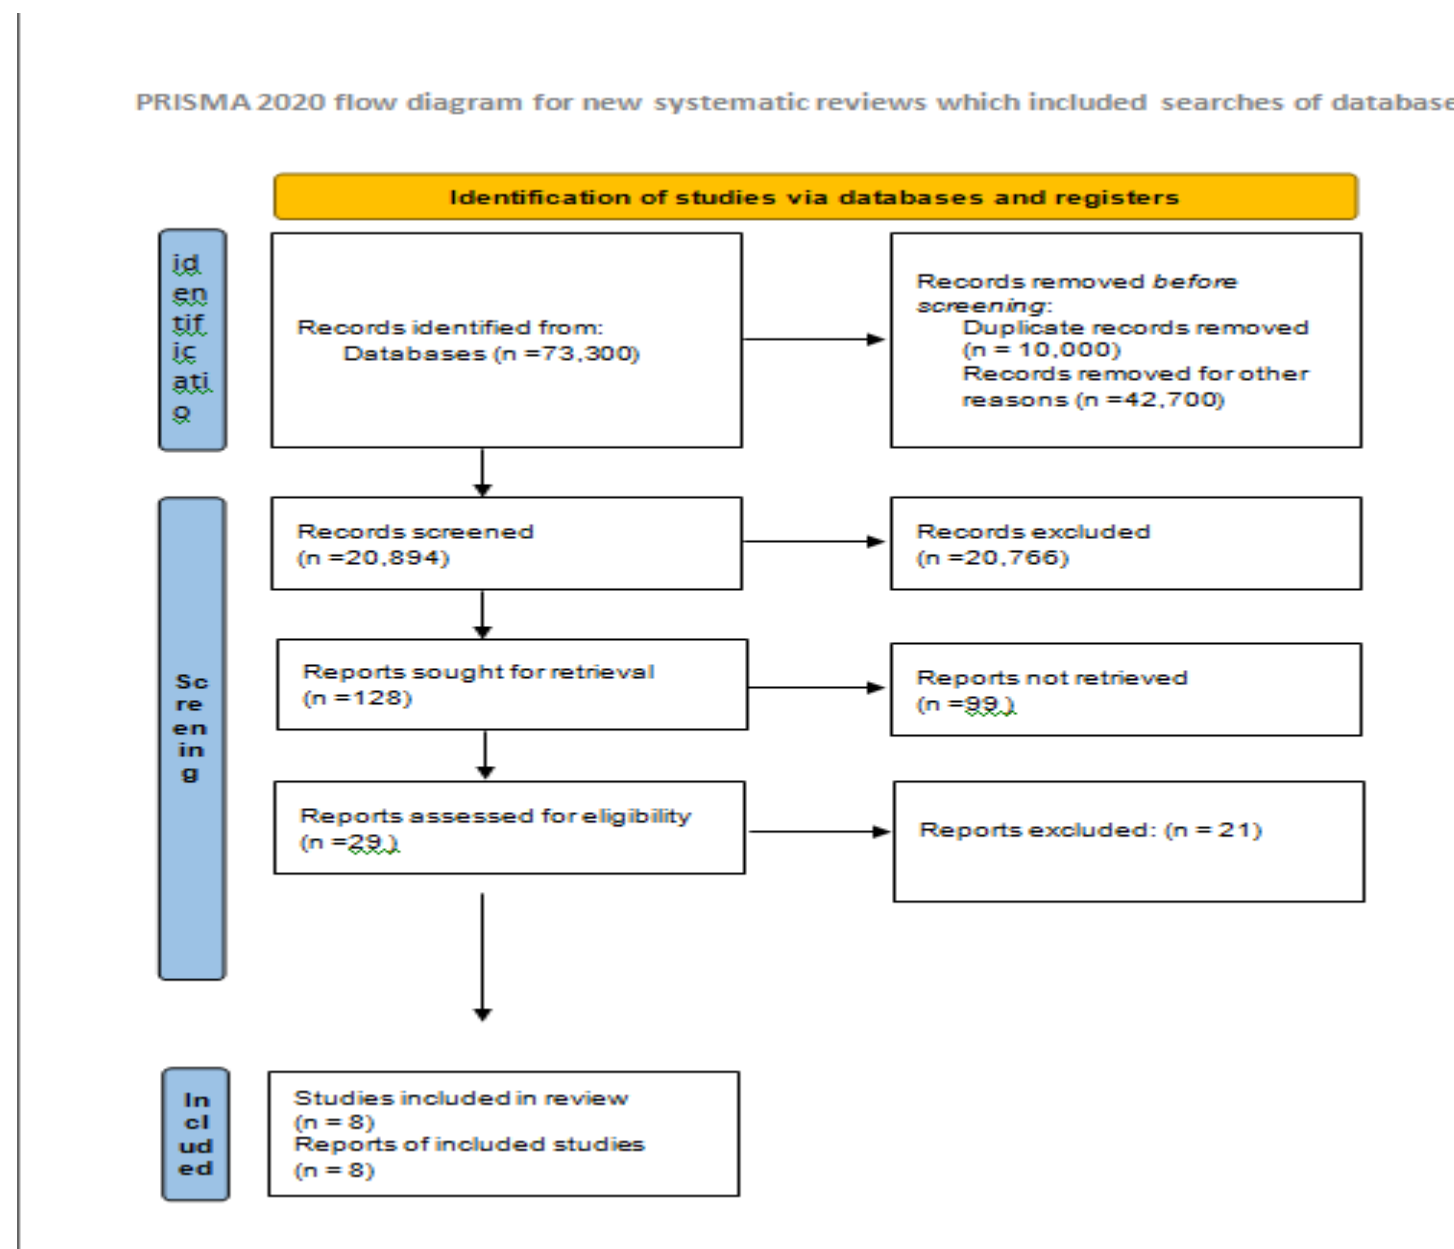 PRISMA 2020 flow diagram for new systematic reviews which included searches of database
Identification of studies via databases and registers
id
en
tif
ic
ati
o
Records identified from:
Databases (n =73,300)
Records removed before
screening:
Duplicate records removed
(n = 10,000)
Records removed for other
reasons (n =42,700)
Sc
re
en
in
g
Records screened
(n =20,894)
Records excluded
(n =20,766)
Reports sought for retrieval
(n =128)
Reports not retrieved
(n =99 )
Reports assessed for eligibility
(n =29 )
Reports excluded: (n = 21)
In
cl
ud
ed
Studies included in review
(n = 8)
Reports of included studies
(n = 8)